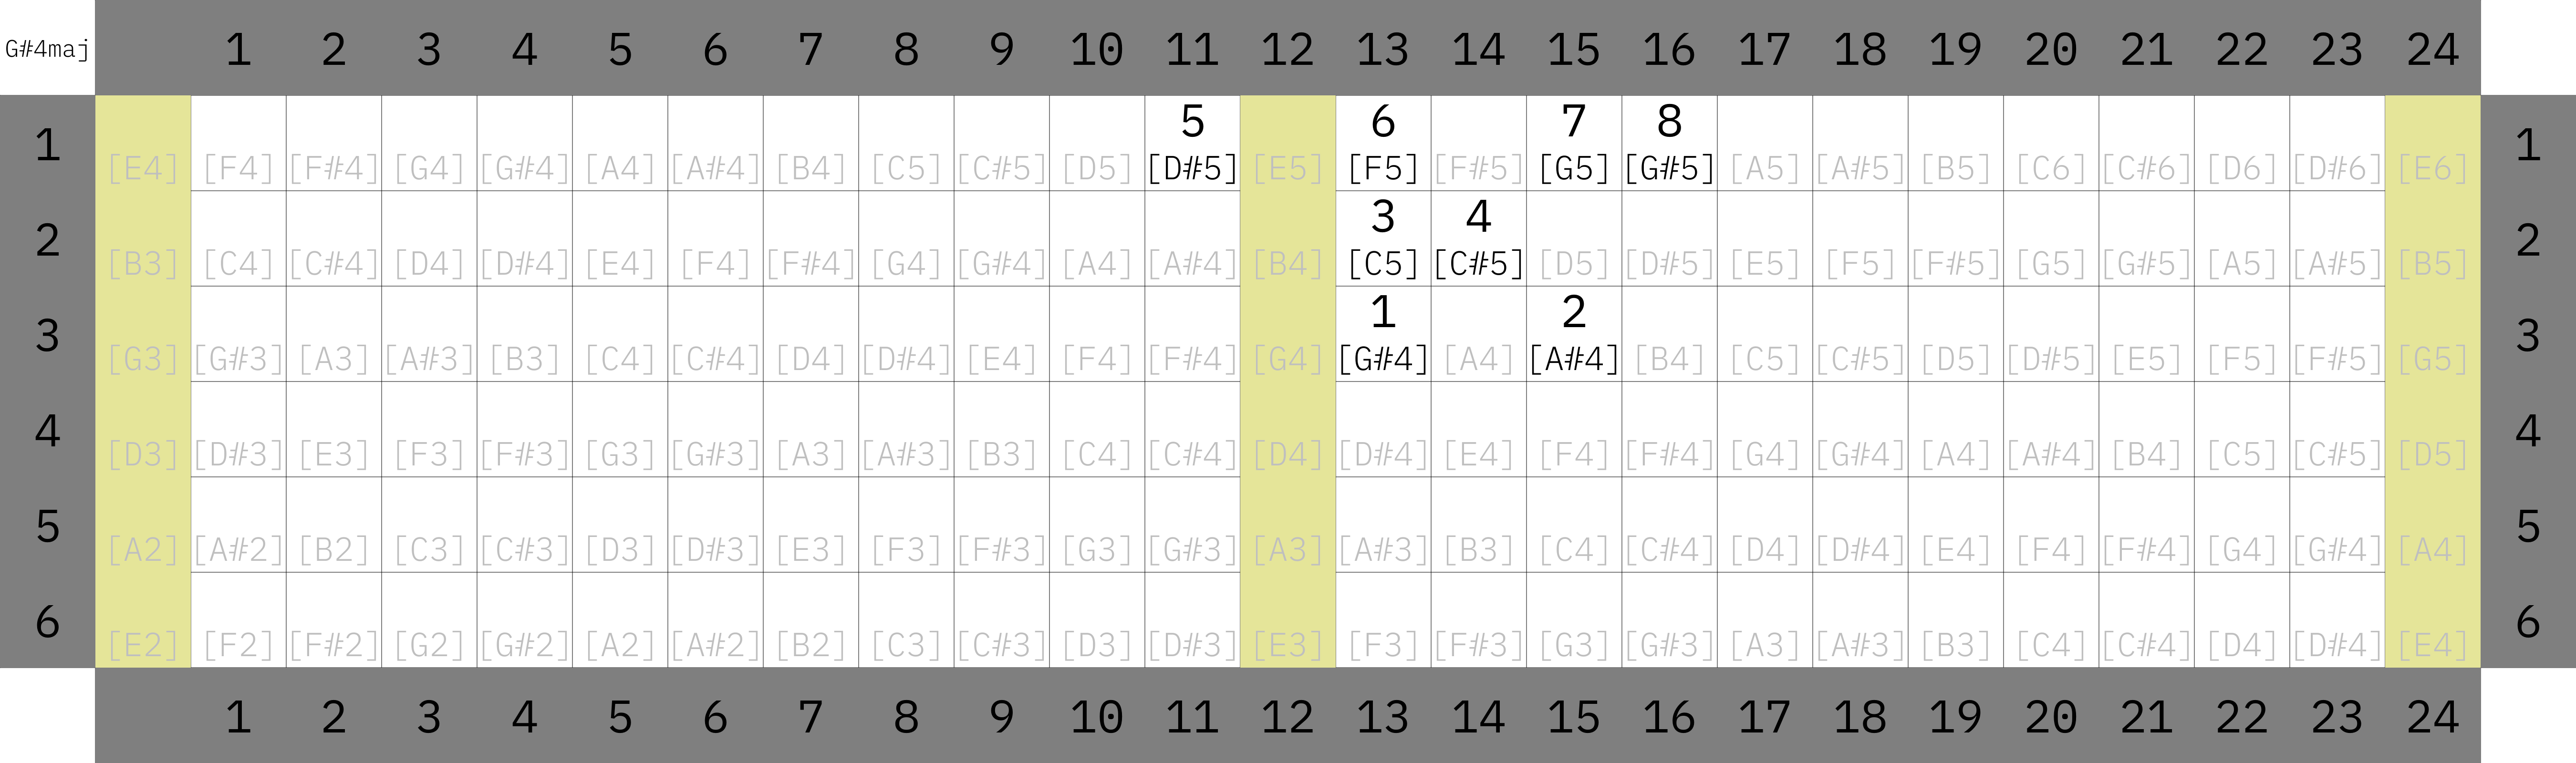 G#4maj 1 2 3 4 5 6 7 8 9 10 11 12 13 14 15 16 17 18 19 20 21 22 23 24
5 6 7 8
1 [E4] [F4] [F#4] [G4] [G#4] [A4] [A#4] [B4] [C5] [C#5] [D5] [D#5] [E5] [F5] [F#5] [G5] [G#5] [A5] [A#5] [B5] [C6] [C#6] [D6] [D#6] [E6] 1
3 4
2 [B3] [C4] [C#4] [D4] [D#4] [E4] [F4] [F#4] [G4] [G#4] [A4] [A#4] [B4] [C5] [C#5] [D5] [D#5] [E5] [F5] [F#5] [G5] [G#5] [A5] [A#5] [B5] 2
1 2
3 [G3] [G#3] [A3] [A#3] [B3] [C4] [C#4] [D4] [D#4] [E4] [F4] [F#4] [G4] [G#4] [A4] [A#4] [B4] [C5] [C#5] [D5] [D#5] [E5] [F5] [F#5] [G5] 3
4 [D3] [D#3] [E3] [F3] [F#3] [G3] [G#3] [A3] [A#3] [B3] [C4] [C#4] [D4] [D#4] [E4] [F4] [F#4] [G4] [G#4] [A4] [A#4] [B4] [C5] [C#5] [D5] 4
5 [A2] [A#2] [B2] [C3] [C#3] [D3] [D#3] [E3] [F3] [F#3] [G3] [G#3] [A3] [A#3] [B3] [C4] [C#4] [D4] [D#4] [E4] [F4] [F#4] [G4] [G#4] [A4] 5
6 [E2] [F2] [F#2] [G2] [G#2] [A2] [A#2] [B2] [C3] [C#3] [D3] [D#3] [E3] [F3] [F#3] [G3] [G#3] [A3] [A#3] [B3] [C4] [C#4] [D4] [D#4] [E4] 6
1 2 3 4 5 6 7 8 9 10 11 12 13 14 15 16 17 18 19 20 21 22 23 24